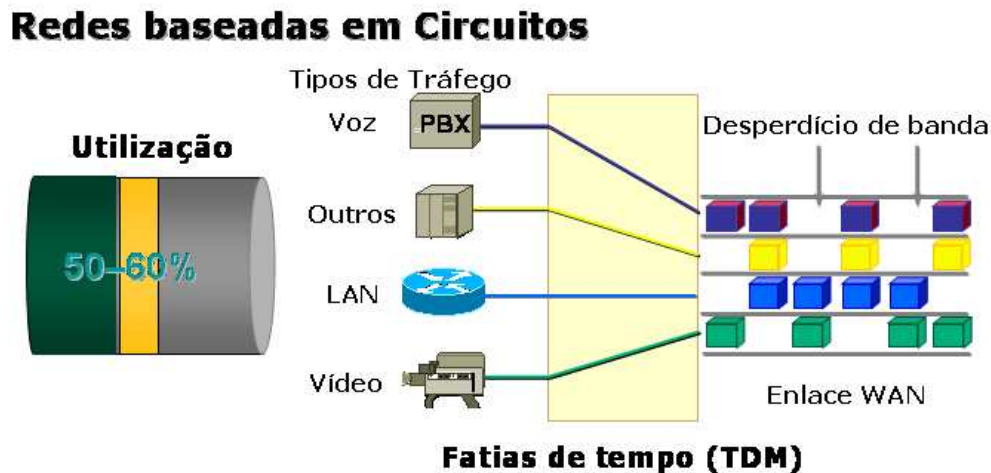 Redes baseadas em Circuitos
Tipos de Tráfego
Voz
PBX
Desperdício de banda
Utilização
Outros
50–60%
LAN
Vídeo
Enlace WAN
Fatias de tempo (TDM)